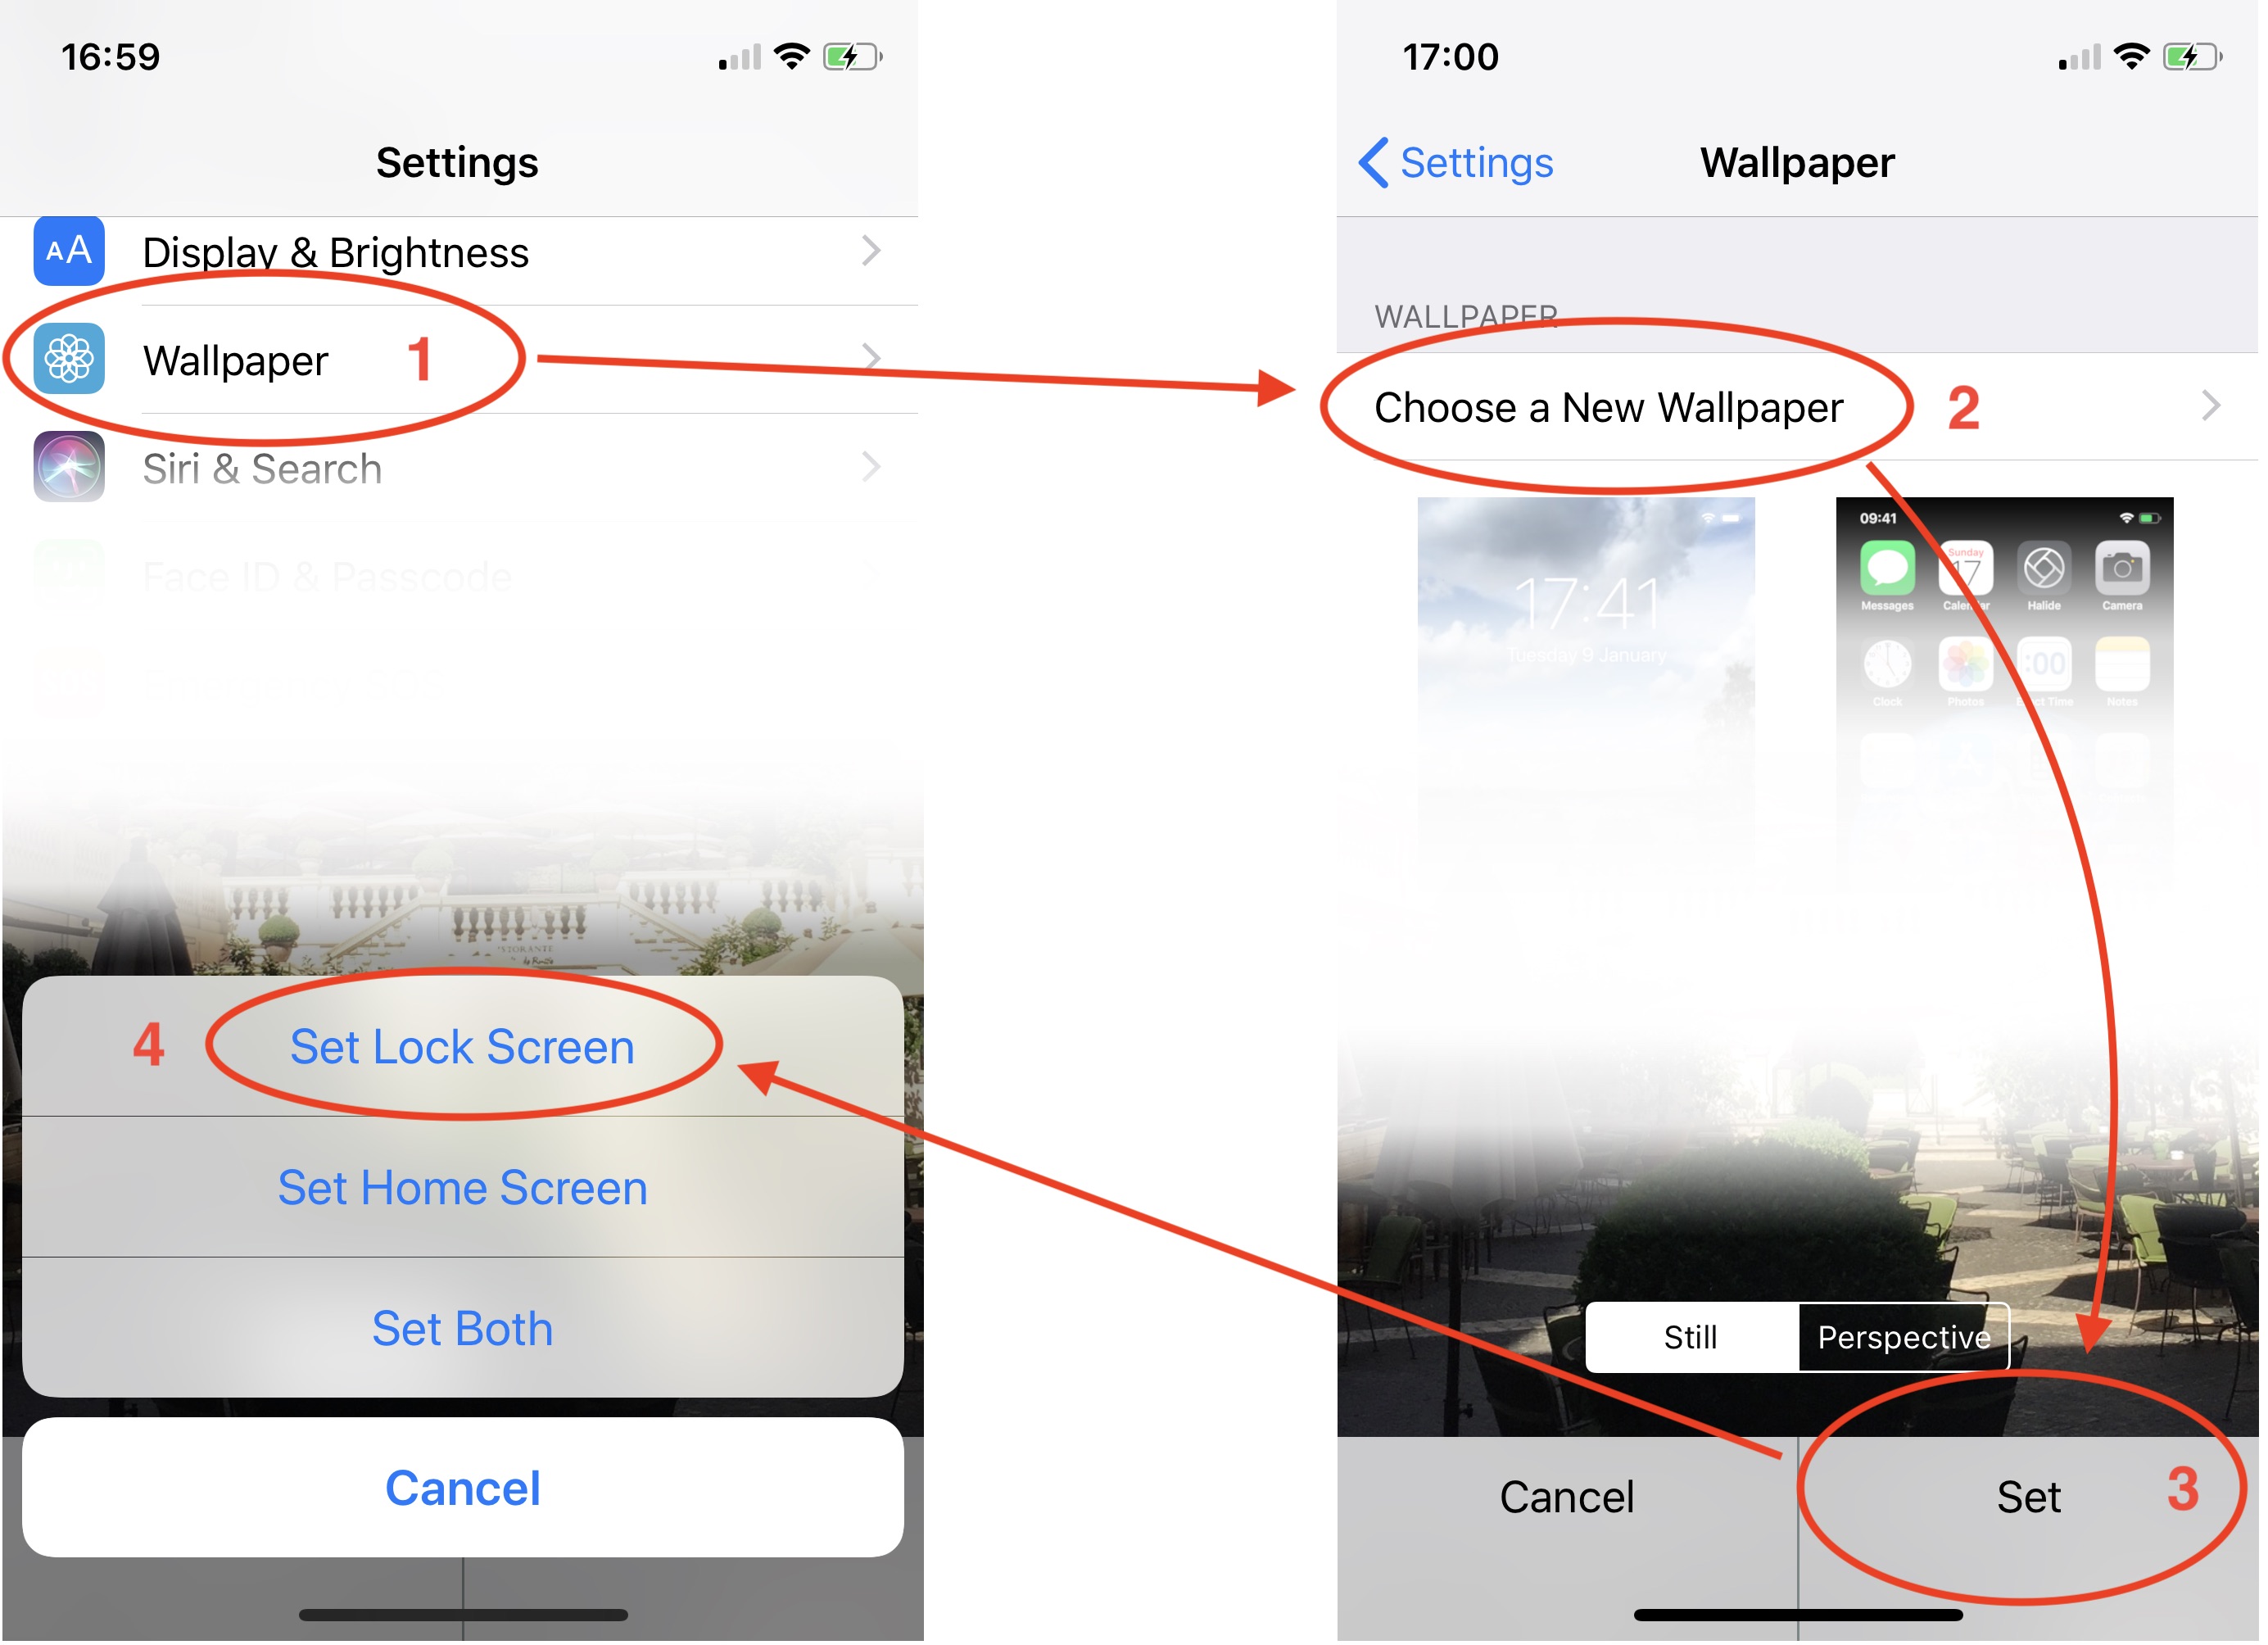 16:59
Settings
AA
Display & Brightness
Wallpaper
1
Siri & Search
Face ID & Passcode
4
Set Lock Screen
Set Home Screen
Set Both
Cancel
17:00
Settings
Wallpaper
WALLPAPER
Choose a New Wallpaper
2
17:41
Tuesday 9 January
09:41
Sunday
17
Messages
Calendar
Halide
Camera
:00
Clock
Photos
Time
Notes
Still
Perspective
Cancel
Set
3